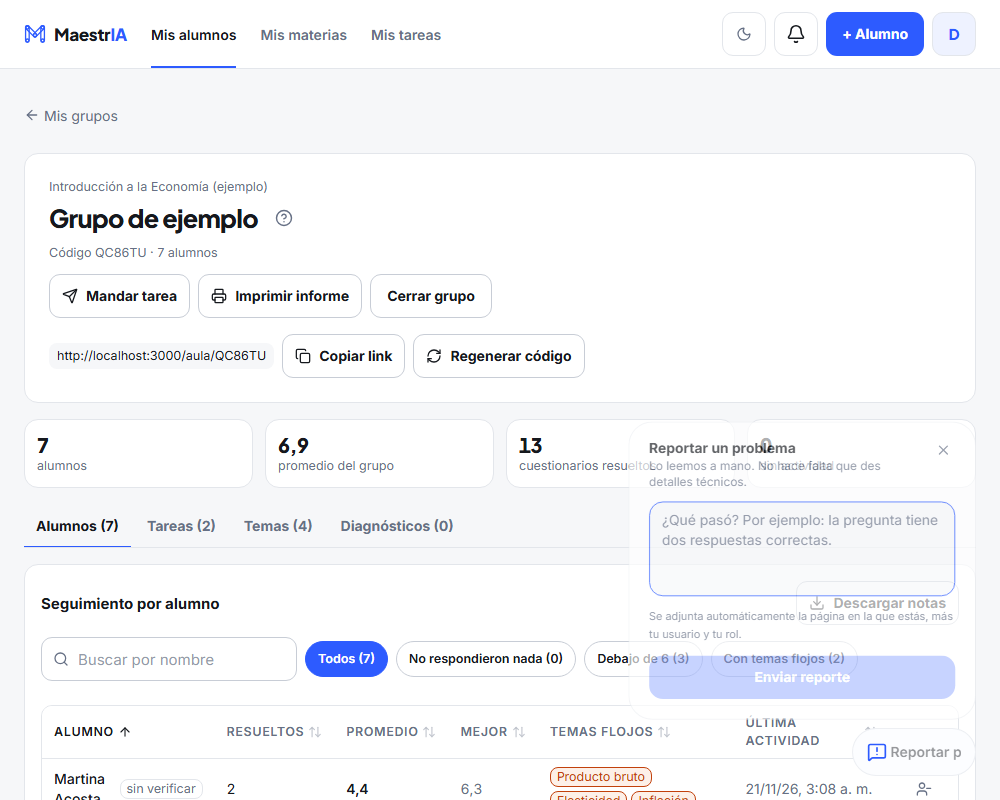 MaestrIA
Mis alumnos
Mis materias
Mis tareas
+ Alumno
D
Mis grupos
Introducción a la Economía (ejemplo)
Grupo de ejemplo
Código QC86TU · 7 alumnos
Mandar tarea
Imprimir informe
Cerrar grupo
http://localhost:3000/aula/QC86TU
Copiar link
Regenerar código
7
alumnos
6,9
promedio del grupo
13
cuestionarios resueltos
0
sin actividad
Reportar un problema
Lo leemos a mano. No hace falta que des
detalles técnicos.
¿Qué pasó? Por ejemplo: la pregunta tiene
dos respuestas correctas.
Se adjunta automáticamente la página en la que estás, más
tu usuario y tu rol.
Enviar reporte
Alumnos (7)
Tareas (2)
Temas (4)
Diagnósticos (0)
Seguimiento por alumno
Descargar notas
Buscar por nombre
Todos (7)
No respondieron nada (0)
Debajo de 6 (3)
Con temas flojos (2)
ALUMNO
RESUELTOS
PROMEDIO
MEJOR
TEMAS FLOJOS
ÚLTIMA
ACTIVIDAD
Reportar p
Martina
Acosta
sin verificar
2
4,4
6,3
Producto bruto
Elasticidad
Inflación
21/11/26, 3:08 a. m.